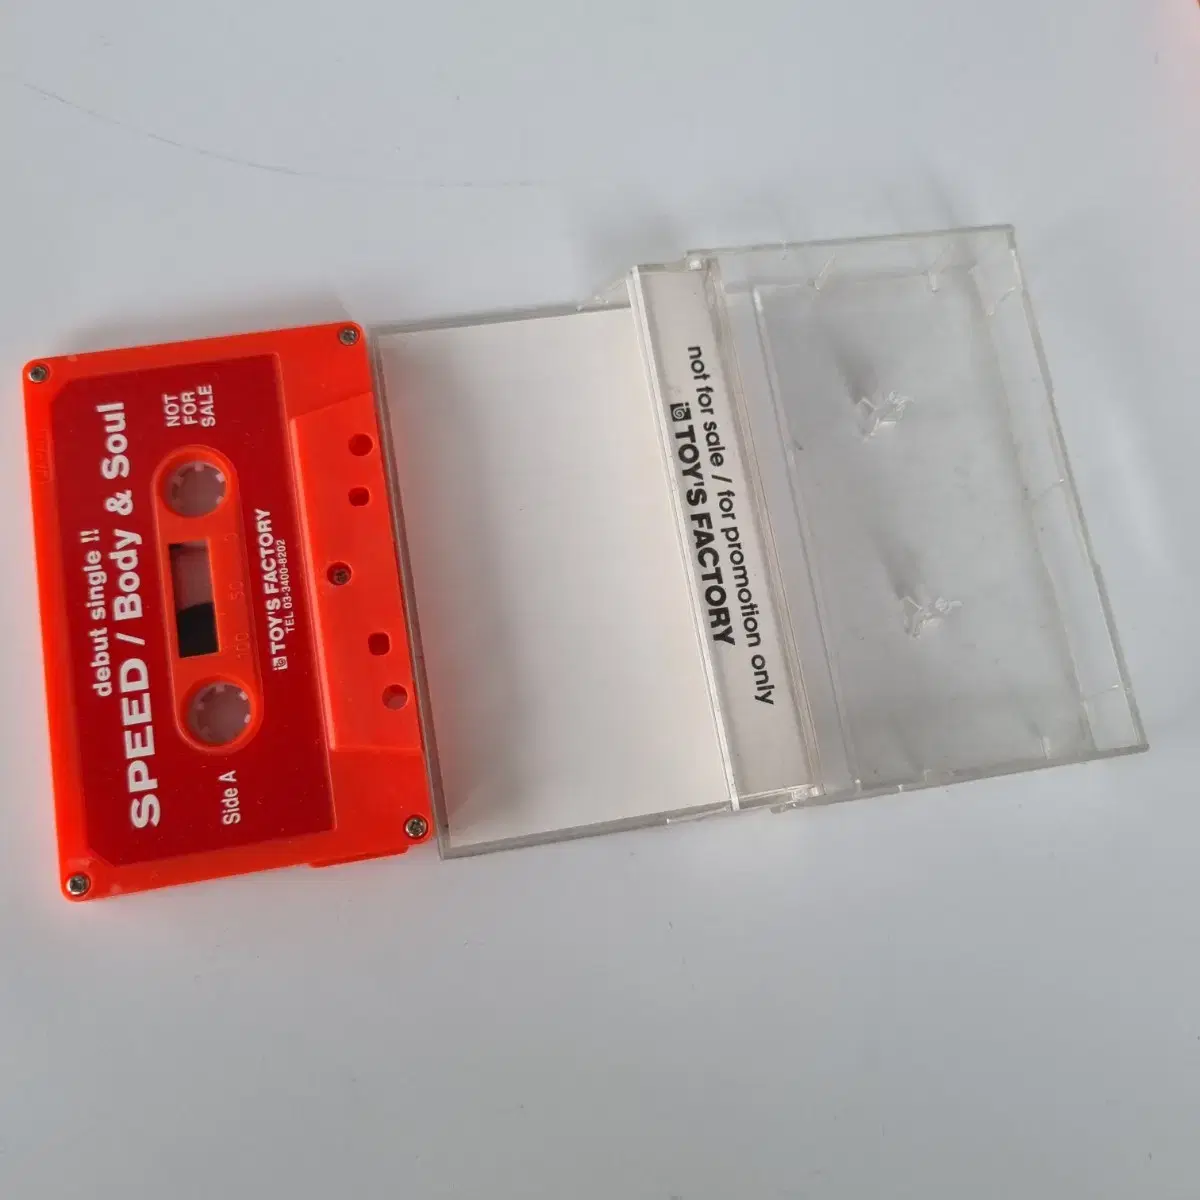 debut single !!
SPEED / Body & Soul
NOT
FOR
SALE
Side A
100 50 0
TOY'S FACTORY
TEL 03-3400-8202
not for sale / for promotion only
TOY'S FACTORY